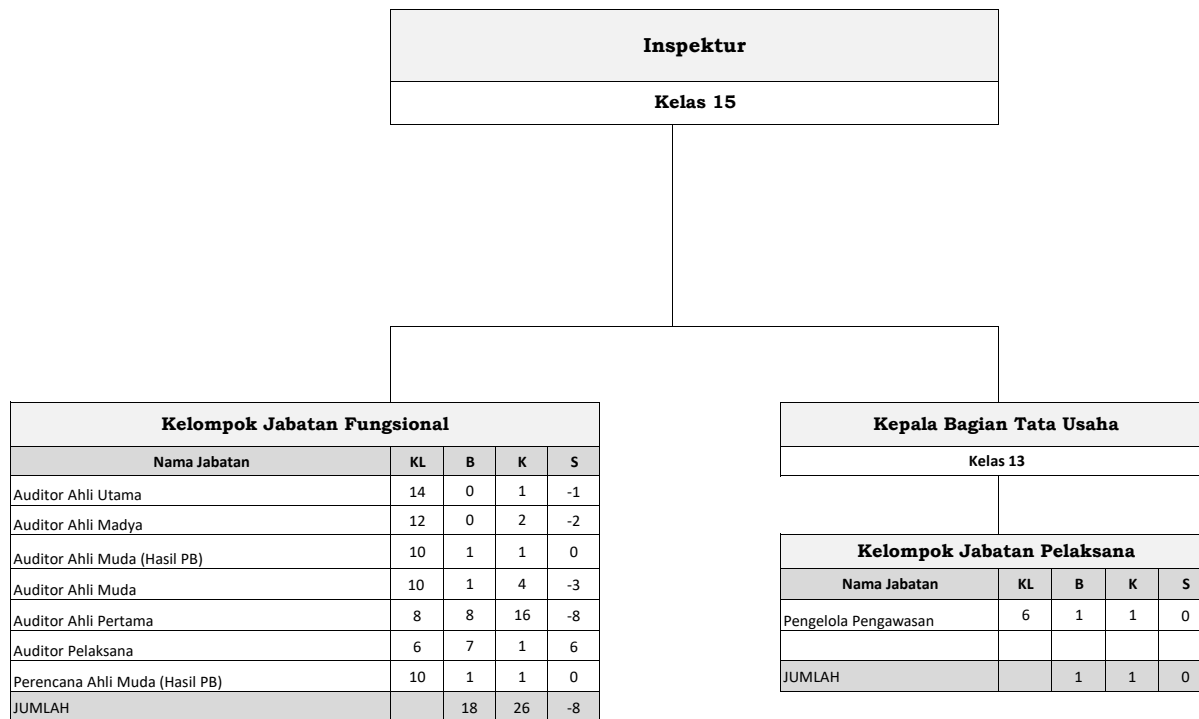 Inspektur
Kelas 15
Kelompok Jabatan Fungsional
Nama Jabatan KL B K S
Auditor Ahli Utama 14 0 1 -1
Auditor Ahli Madya 12 0 2 -2
Auditor Ahli Muda (Hasil PB) 10 1 1 0
Auditor Ahli Muda 10 1 4 -3
Auditor Ahli Pertama 8 8 16 -8
Auditor Pelaksana 6 7 1 6
Perencana Ahli Muda (Hasil PB) 10 1 1 0
JUMLAH 18 26 -8
Kepala Bagian Tata Usaha
Kelas 13
Kelompok Jabatan Pelaksana
Nama Jabatan KL B K S
Pengelola Pengawasan 6 1 1 0
JUMLAH 1 1 0